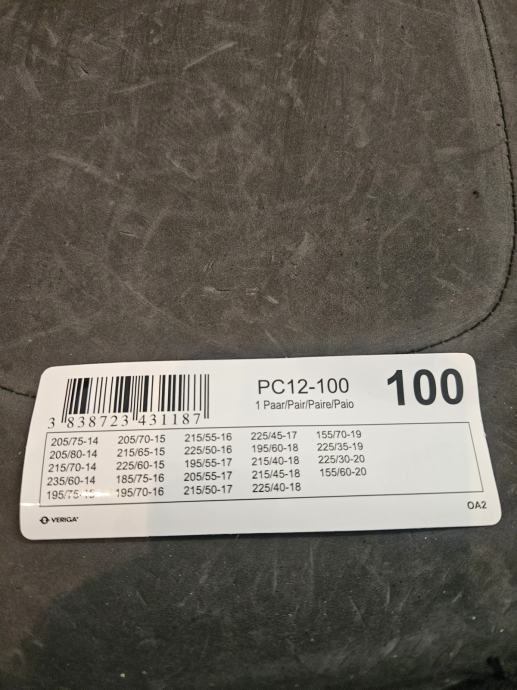 PC12-100
100
1 Paar/Pair/Paire/Paio
3 838723 431187
205/75-14 205/70-15 215/55-16 225/45-17 155/70-19
205/80-14 215/65-15 225/50-16 195/60-18 225/35-19
215/70-14 225/60-15 195/55-17 215/40-18 225/30-20
235/60-14 185/75-16 205/55-17 215/45-18 155/60-20
195/70-16 215/50-17 225/40-18
VERIGA
OA2